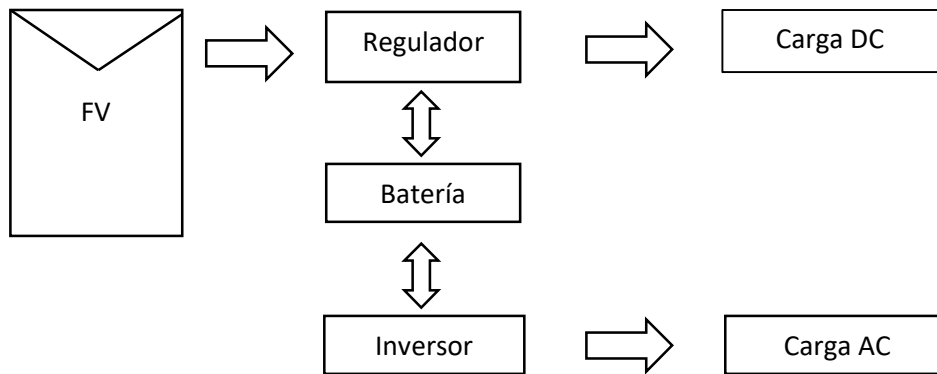 Regulador
Carga DC
FV
Batería
Inversor
Carga AC